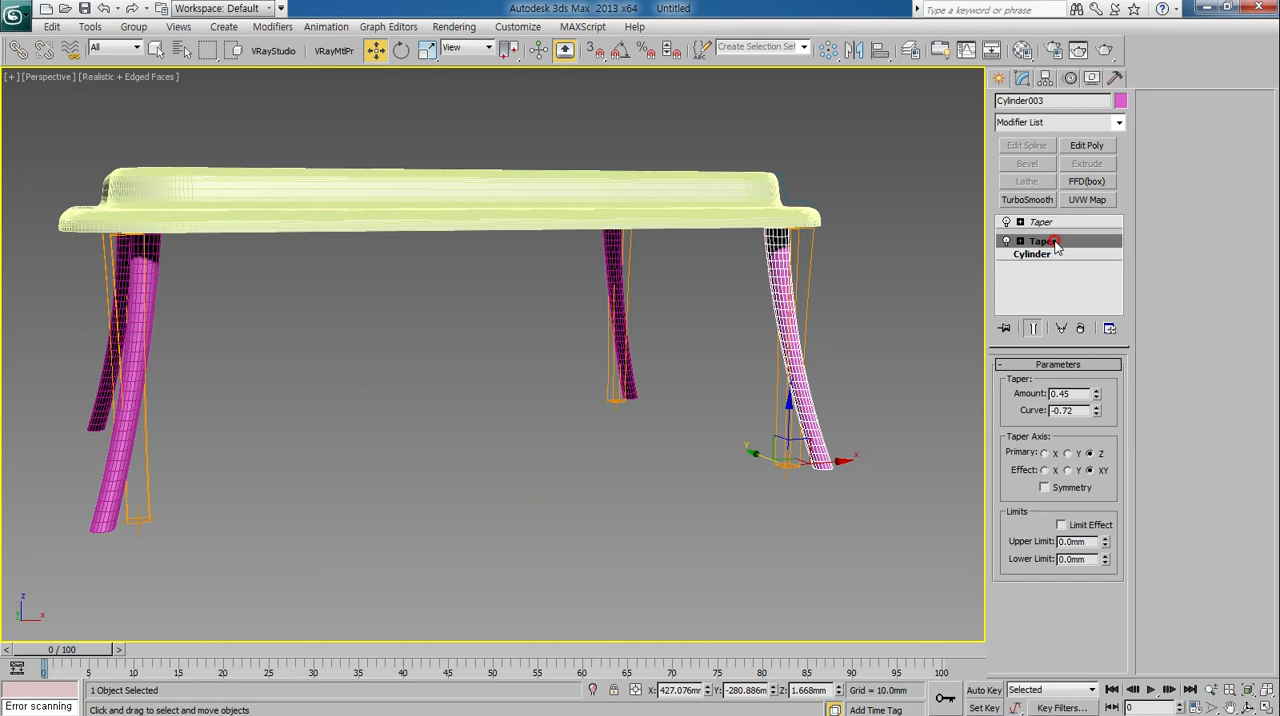 Workspace: Default
Autodesk 3ds Max 2013 x64 Untitled
Type a keyword or phrase
Edit Tools Group Views Create Modifiers Animation Graph Editors Rendering Customize MAXScript Help
All VRayStudio VRayMtlPr View 3 Create Selection Set
[+] [Perspective] [Realistic + Edged Faces]
Cylinder003
Modifier List
Edit Spline Edit Poly
Bevel Extrude
Lathe FFD(box)
TurboSmooth UVW Map
Taper
Taper
Cylinder
- Parameters
Taper:
Amount: 0.45
Curve: -0.72
Taper Axis:
Primary: X Y Z
Effect: X Y XY
Symmetry
Limits
Limit Effect
Upper Limit: 0.0mm
Lower Limit: 0.0mm
y x
z
y x
< 0 / 100 >
0 5 10 15 20 25 30 35 40 45 50 55 60 65 70 75 80 85 90 95 100
1 Object Selected X: 427.076mm Y: -280.886m Z: 1.668mm Grid = 10.0mm Auto Key Selected
Error scanning Click and drag to select and move objects Add Time Tag Set Key Key Filters... 0